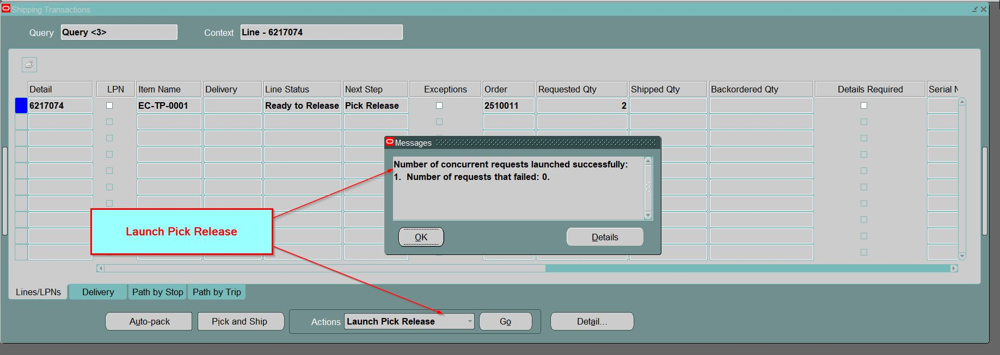 Shipping Transactions
Query Query <3> Context Line - 6217074
Detail LPN Item Name Delivery Line Status Next Step Exceptions Order Requested Qty Shipped Qty Backordered Qty Details Required Serial N
6217074 EC-TP-0001 Ready to Release Pick Release 2510011 2
Messages
Number of concurrent requests launched successfully:
1. Number of requests that failed: 0.
Launch Pick Release
OK Details
Lines/LPNs Delivery Path by Stop Path by Trip
Auto-pack Pick and Ship Actions Launch Pick Release Go Detail...